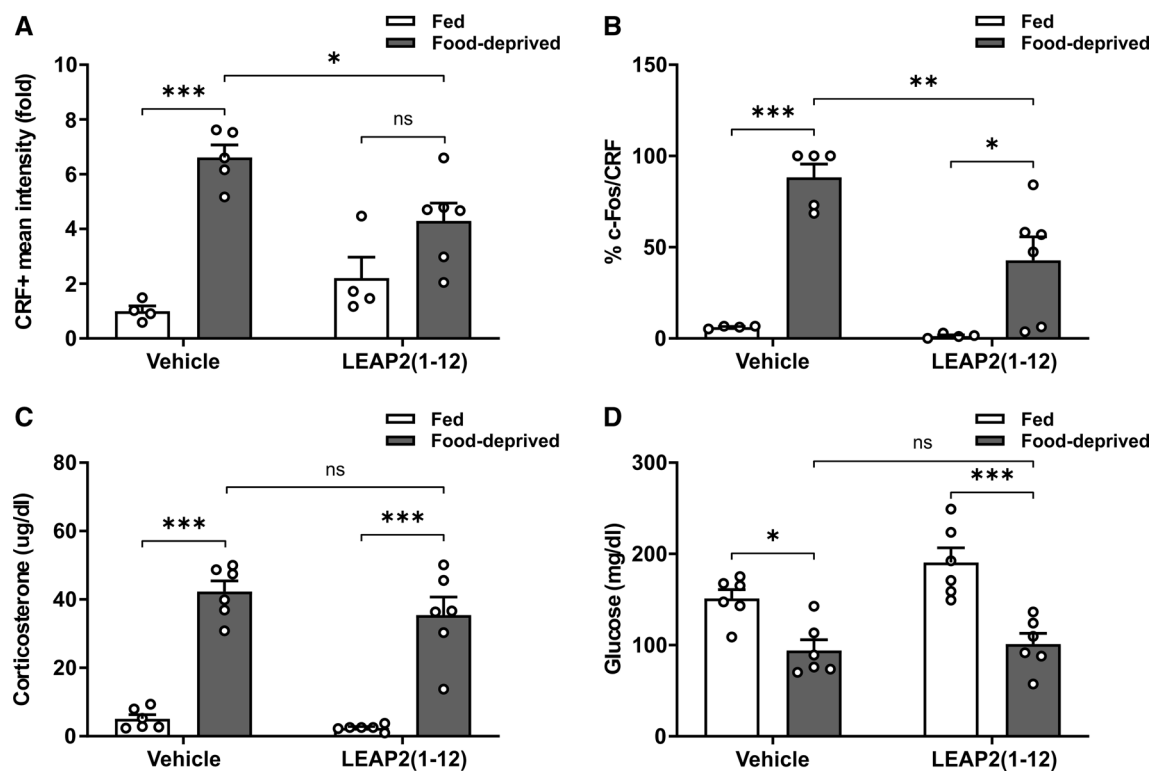 A
Fed
Food-deprived
CRF+ mean intensity (fold)
10
8
6
4
2
0
***
*
ns
Vehicle
LEAP2(1-12)
B
Fed
Food-deprived
% c-Fos/CRF
150
100
50
0
***
**
*
Vehicle
LEAP2(1-12)
C
Fed
Food-deprived
Corticosterone (ug/dl)
80
60
40
20
0
***
ns
***
Vehicle
LEAP2(1-12)
D
Fed
Food-deprived
Glucose (mg/dl)
300
200
100
0
*
ns
***
Vehicle
LEAP2(1-12)